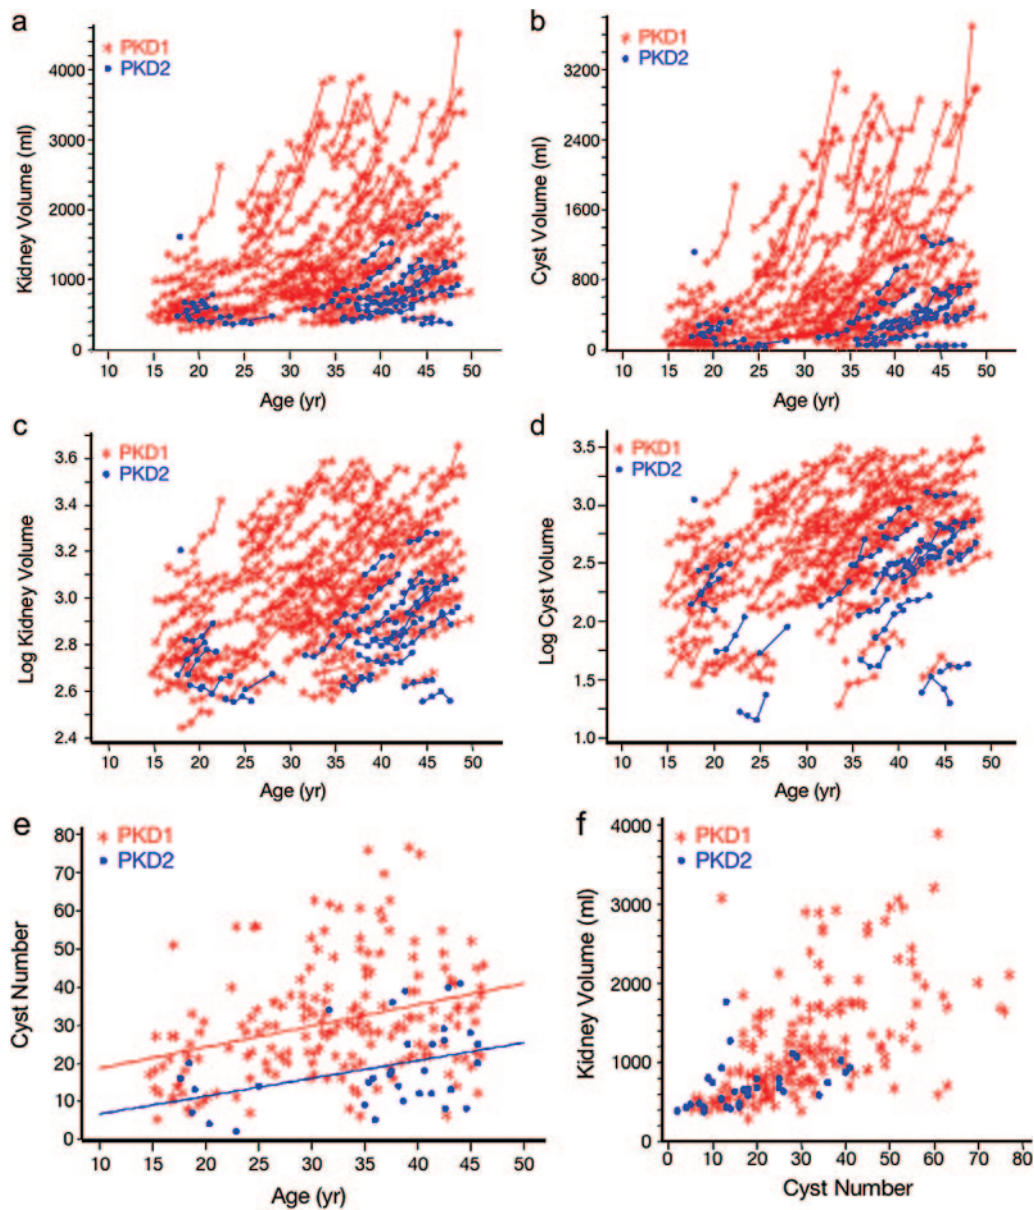 a
PKD1
PKD2
Kidney Volume (ml)
4000
3000
2000
1000
0
10 15 20 25 30 35 40 45 50
Age (yr)
b
PKD1
PKD2
Cyst Volume (ml)
3200
2400
1600
800
0
10 15 20 25 30 35 40 45 50
Age (yr)
c
PKD1
PKD2
Log Kidney Volume
3.6
3.4
3.2
3.0
2.8
2.6
2.4
10 15 20 25 30 35 40 45 50
Age (yr)
d
PKD1
PKD2
Log Cyst Volume
3.5
3.0
2.5
2.0
1.5
1.0
10 15 20 25 30 35 40 45 50
Age (yr)
e
PKD1
PKD2
Cyst Number
80
70
60
50
40
30
20
10
0
10 15 20 25 30 35 40 45 50
Age (yr)
f
PKD1
PKD2
Kidney Volume (ml)
4000
3000
2000
1000
0
0 10 20 30 40 50 60 70 80
Cyst Number